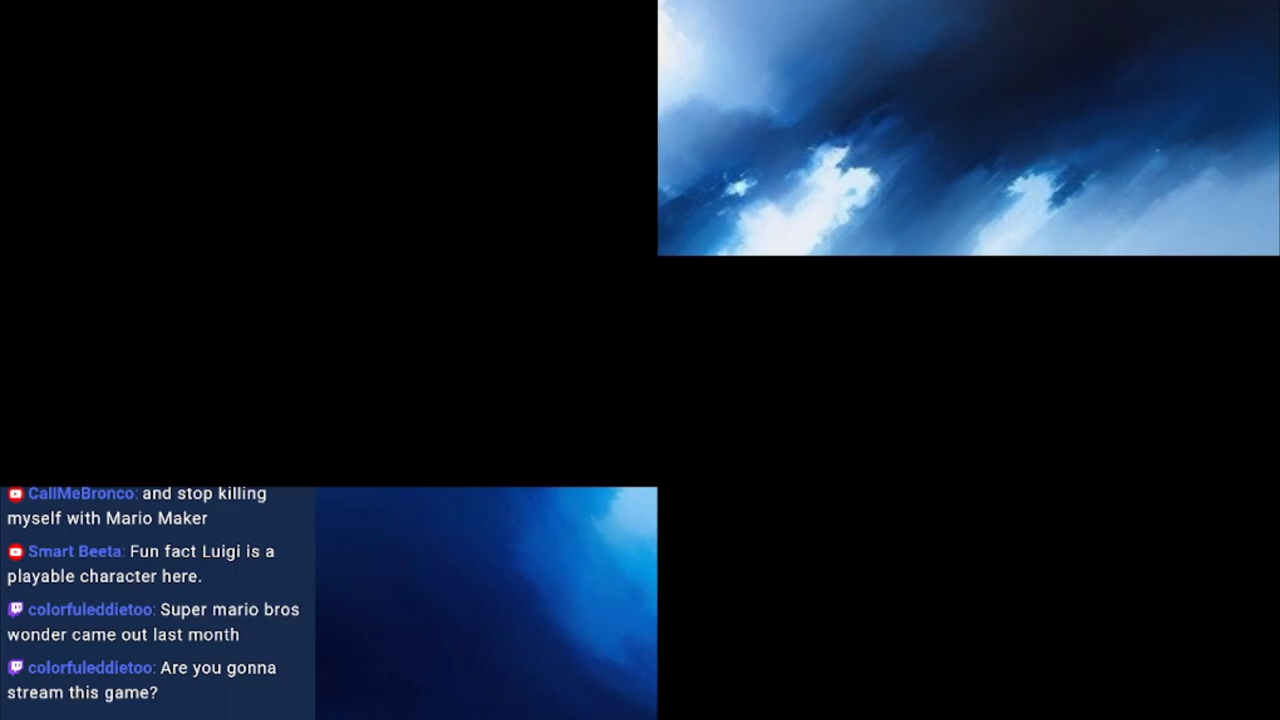 CallMeBronco: and stop killing
myself with Mario Maker
Smart Beeta: Fun fact Luigi is a
playable character here.
colorfuleddietoo: Super mario bros
wonder came out last month
colorfuleddietoo: Are you gonna
stream this game?